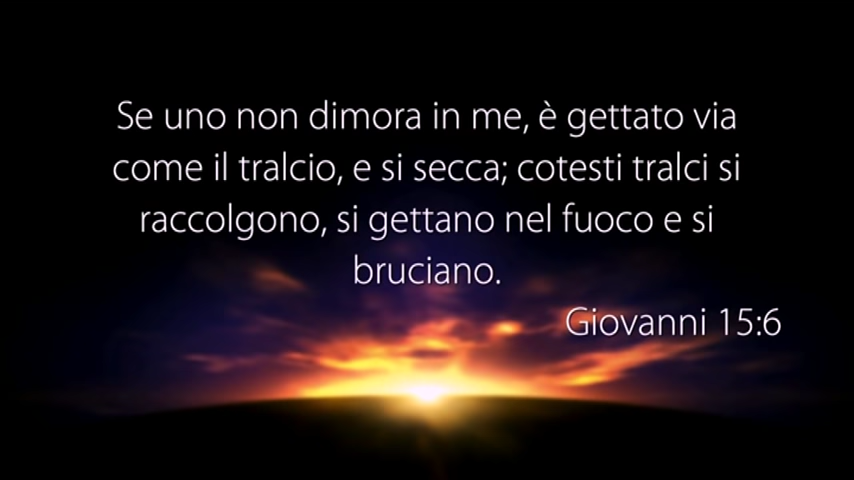 Se uno non dimora in me, è gettato via
come il tralcio, e si secca; cotesti tralci si
raccolgono, si gettano nel fuoco e si
bruciano.
Giovanni 15:6